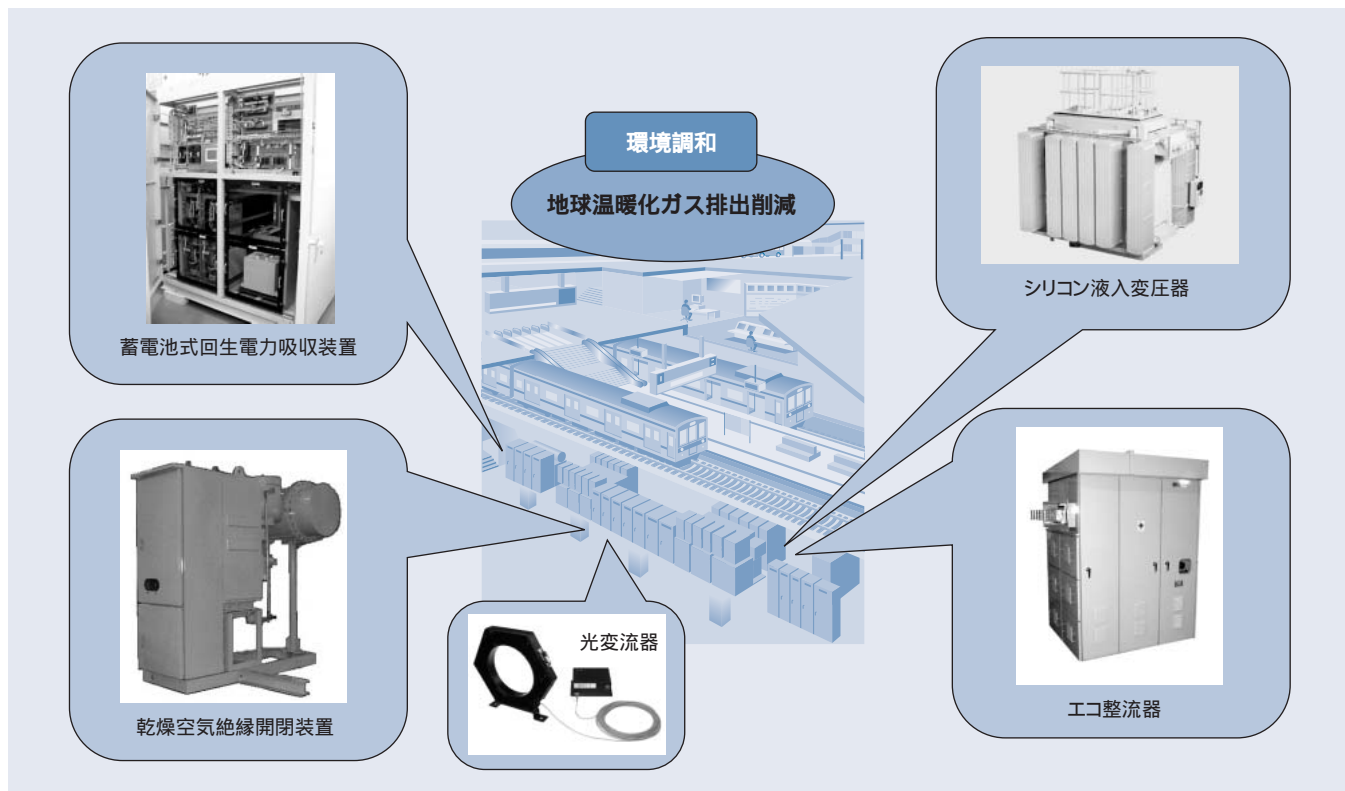 環境調和
地球温暖化ガス排出削減
蓄電池式回生電力吸収装置
シリコン液入変圧器
乾燥空気絶縁開閉装置
光変流器
エコ整流器